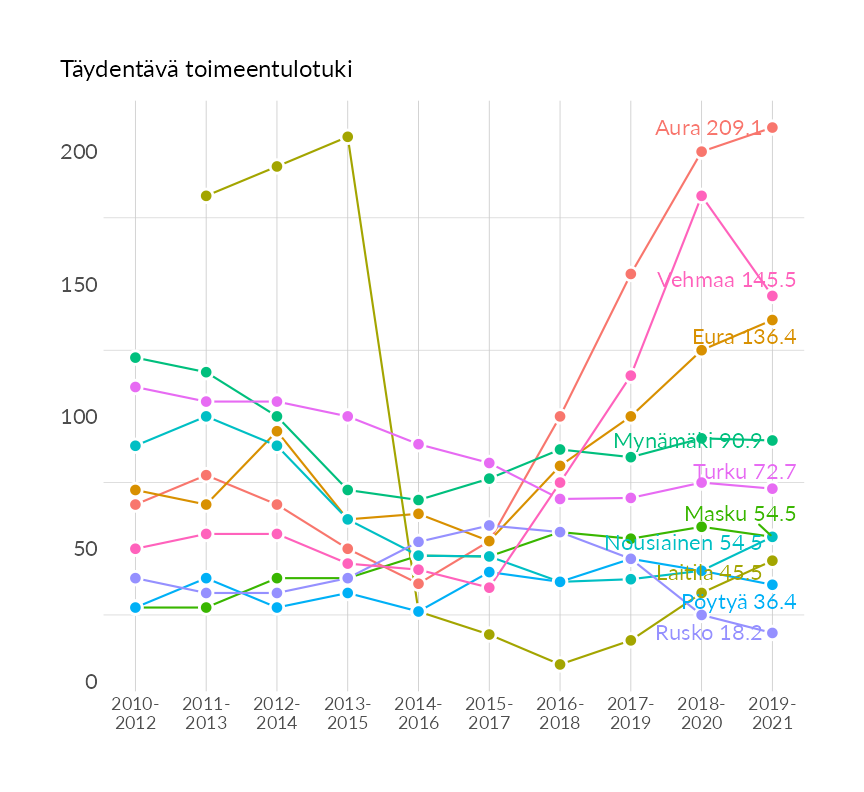 Täydentävä toimeentulotuki
200
150
100
50
0
Aura 209.1
Vehmaa 145.5
Eura 136.4
Mynämäki 90.9
Turku 72.7
Masku 54.5
Nousiainen 54.5
Laitila 45.5
Pöytyä 36.4
Rusko 18.2
2010-
2012
2011-
2013
2012-
2014
2013-
2015
2014-
2016
2015-
2017
2016-
2018
2017-
2019
2018-
2020
2019-
2021